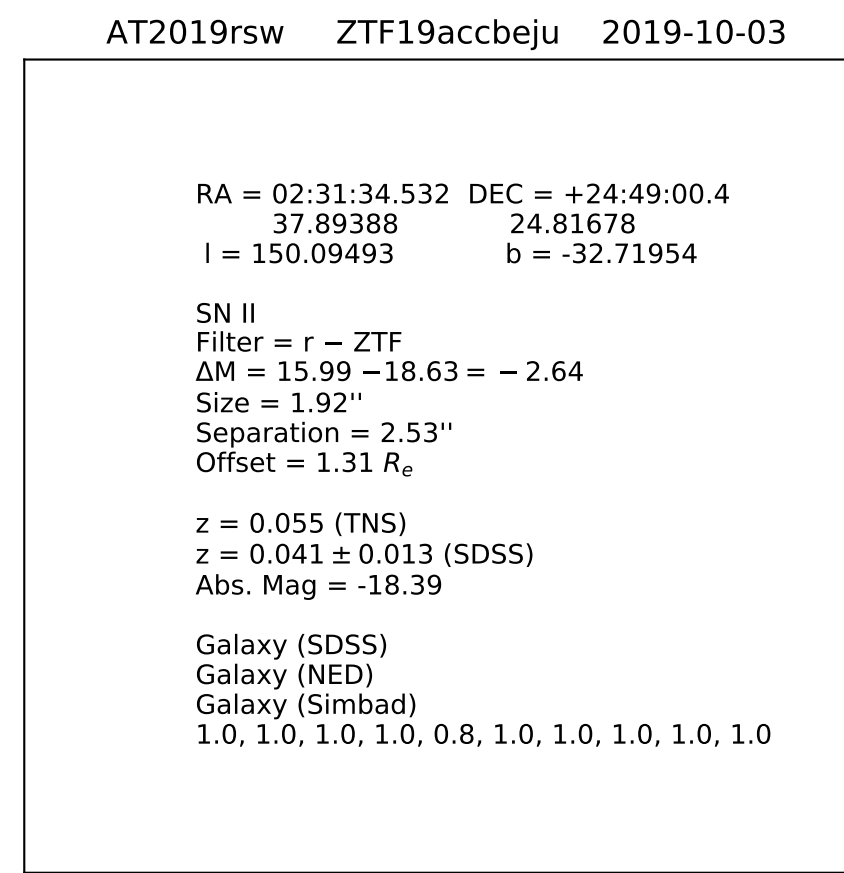 AT2019rsw ZTF19accbeju 2019-10-03
RA = 02:31:34.532 DEC = +24:49:00.4
37.89388 24.81678
l = 150.09493 b = -32.71954
SN II
Filter = r − ZTF
ΔM = 15.99 −18.63 = − 2.64
Size = 1.92''
Separation = 2.53''
Offset = 1.31 Rₑ
z = 0.055 (TNS)
z = 0.041 ± 0.013 (SDSS)
Abs. Mag = -18.39
Galaxy (SDSS)
Galaxy (NED)
Galaxy (Simbad)
1.0, 1.0, 1.0, 1.0, 0.8, 1.0, 1.0, 1.0, 1.0, 1.0